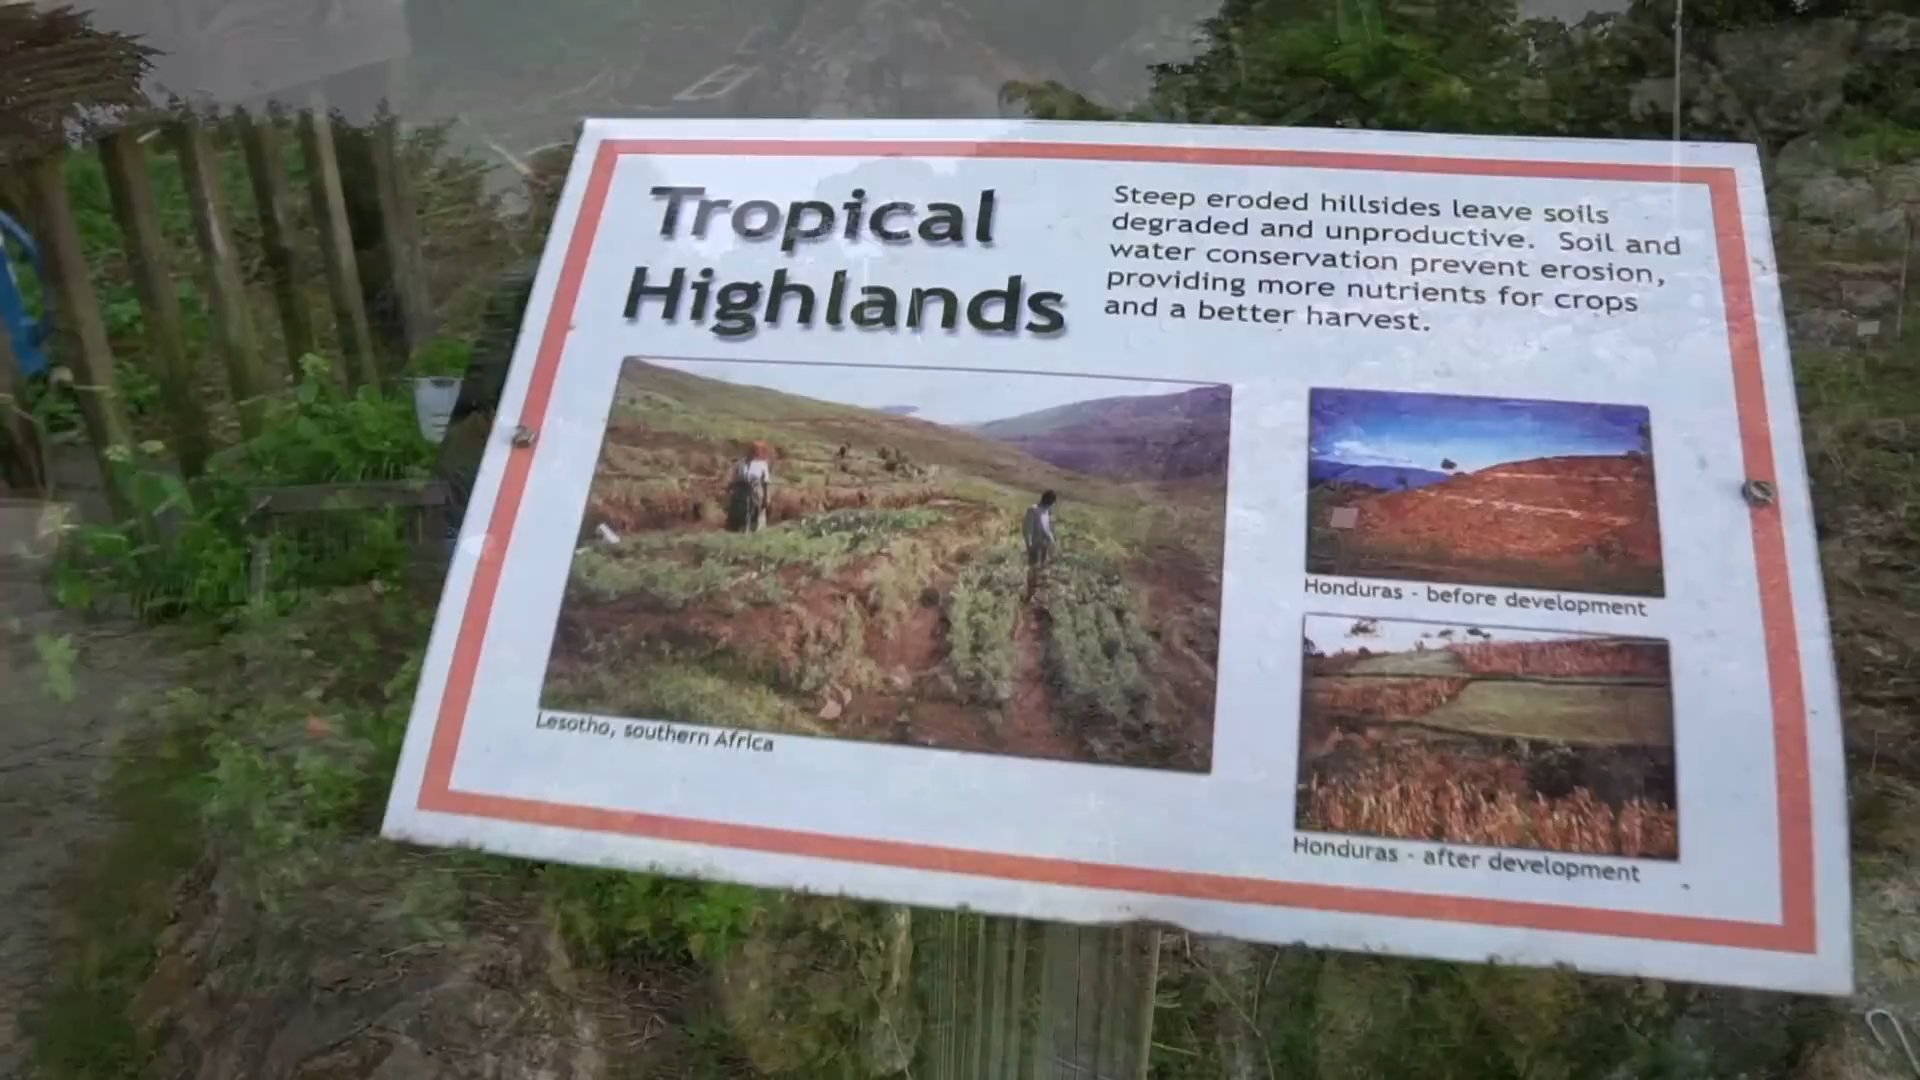 Tropical
Highlands
Steep eroded hillsides leave soils
degraded and unproductive. Soil and
water conservation prevent erosion,
providing more nutrients for crops
and a better harvest.
Lesotho, southern Africa
Honduras - before development
Honduras - after development